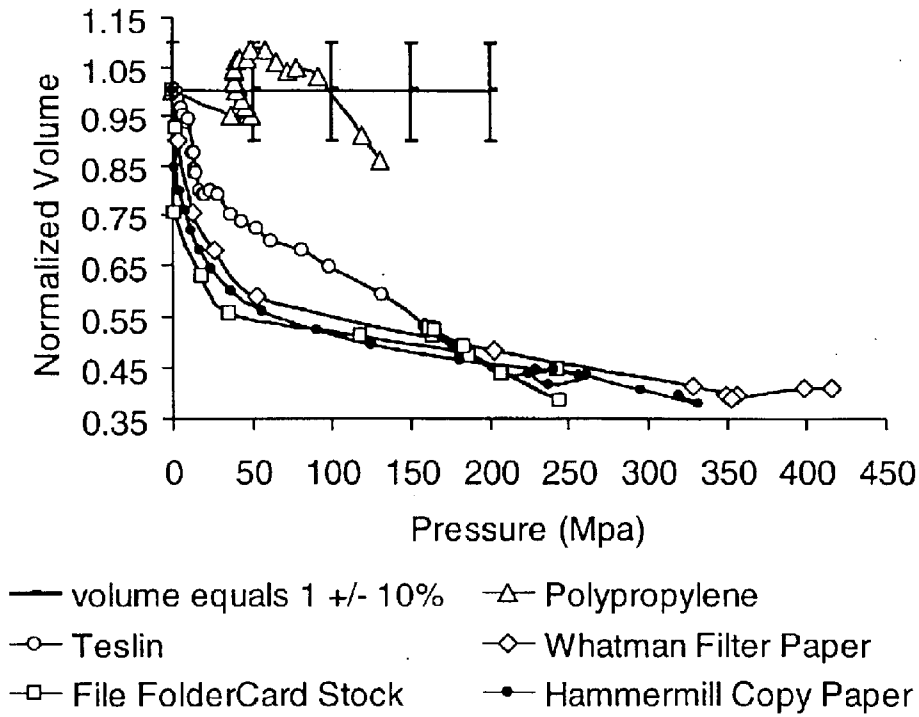 Normalized Volume
1.15
1.05
0.95
0.85
0.75
0.65
0.55
0.45
0.35
0 50 100 150 200 250 300 350 400 450
Pressure (Mpa)
volume equals 1 +/- 10%
Polypropylene
Teslin
Whatman Filter Paper
File FolderCard Stock
Hammermill Copy Paper